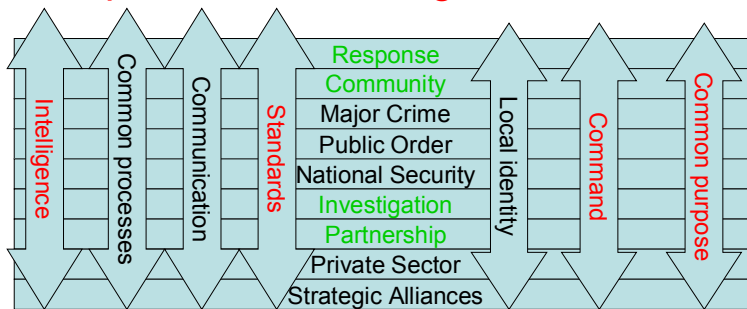 Response
Community
Major Crime
Public Order
National Security
Investigation
Partnership
Private Sector
Strategic Alliances
Intelligence
Common processes
Communication
Standards
Local identity
Command
Common purpose